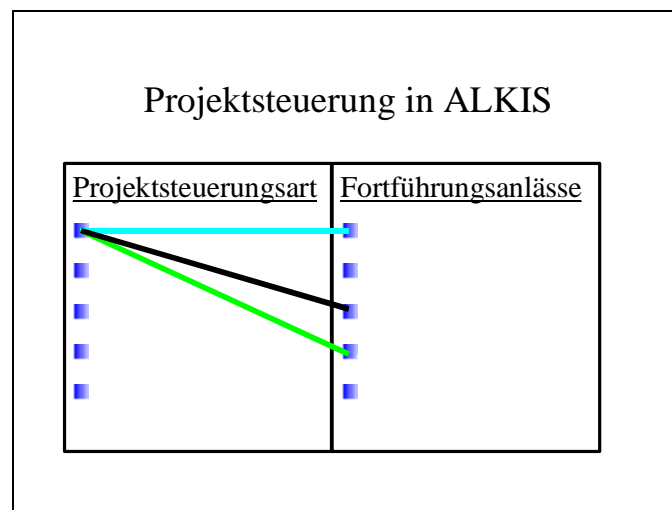 Projektsteuerung in ALKIS
Projektsteuerungsart
Fortführungsanlässe